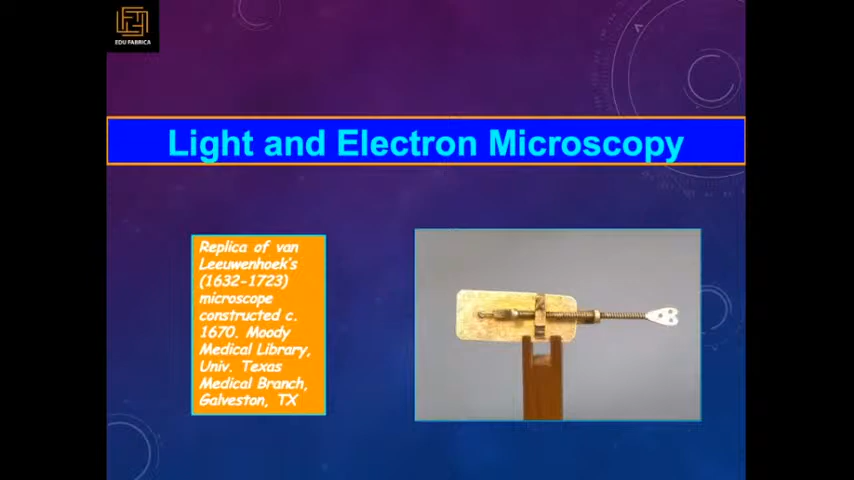 EDU FABRICA
Light and Electron Microscopy
Replica of van
Leeuwenhoek's
(1632-1723)
microscope
constructed c.
1670. Moody
Medical Library,
Univ. Texas
Medical Branch,
Galveston, TX